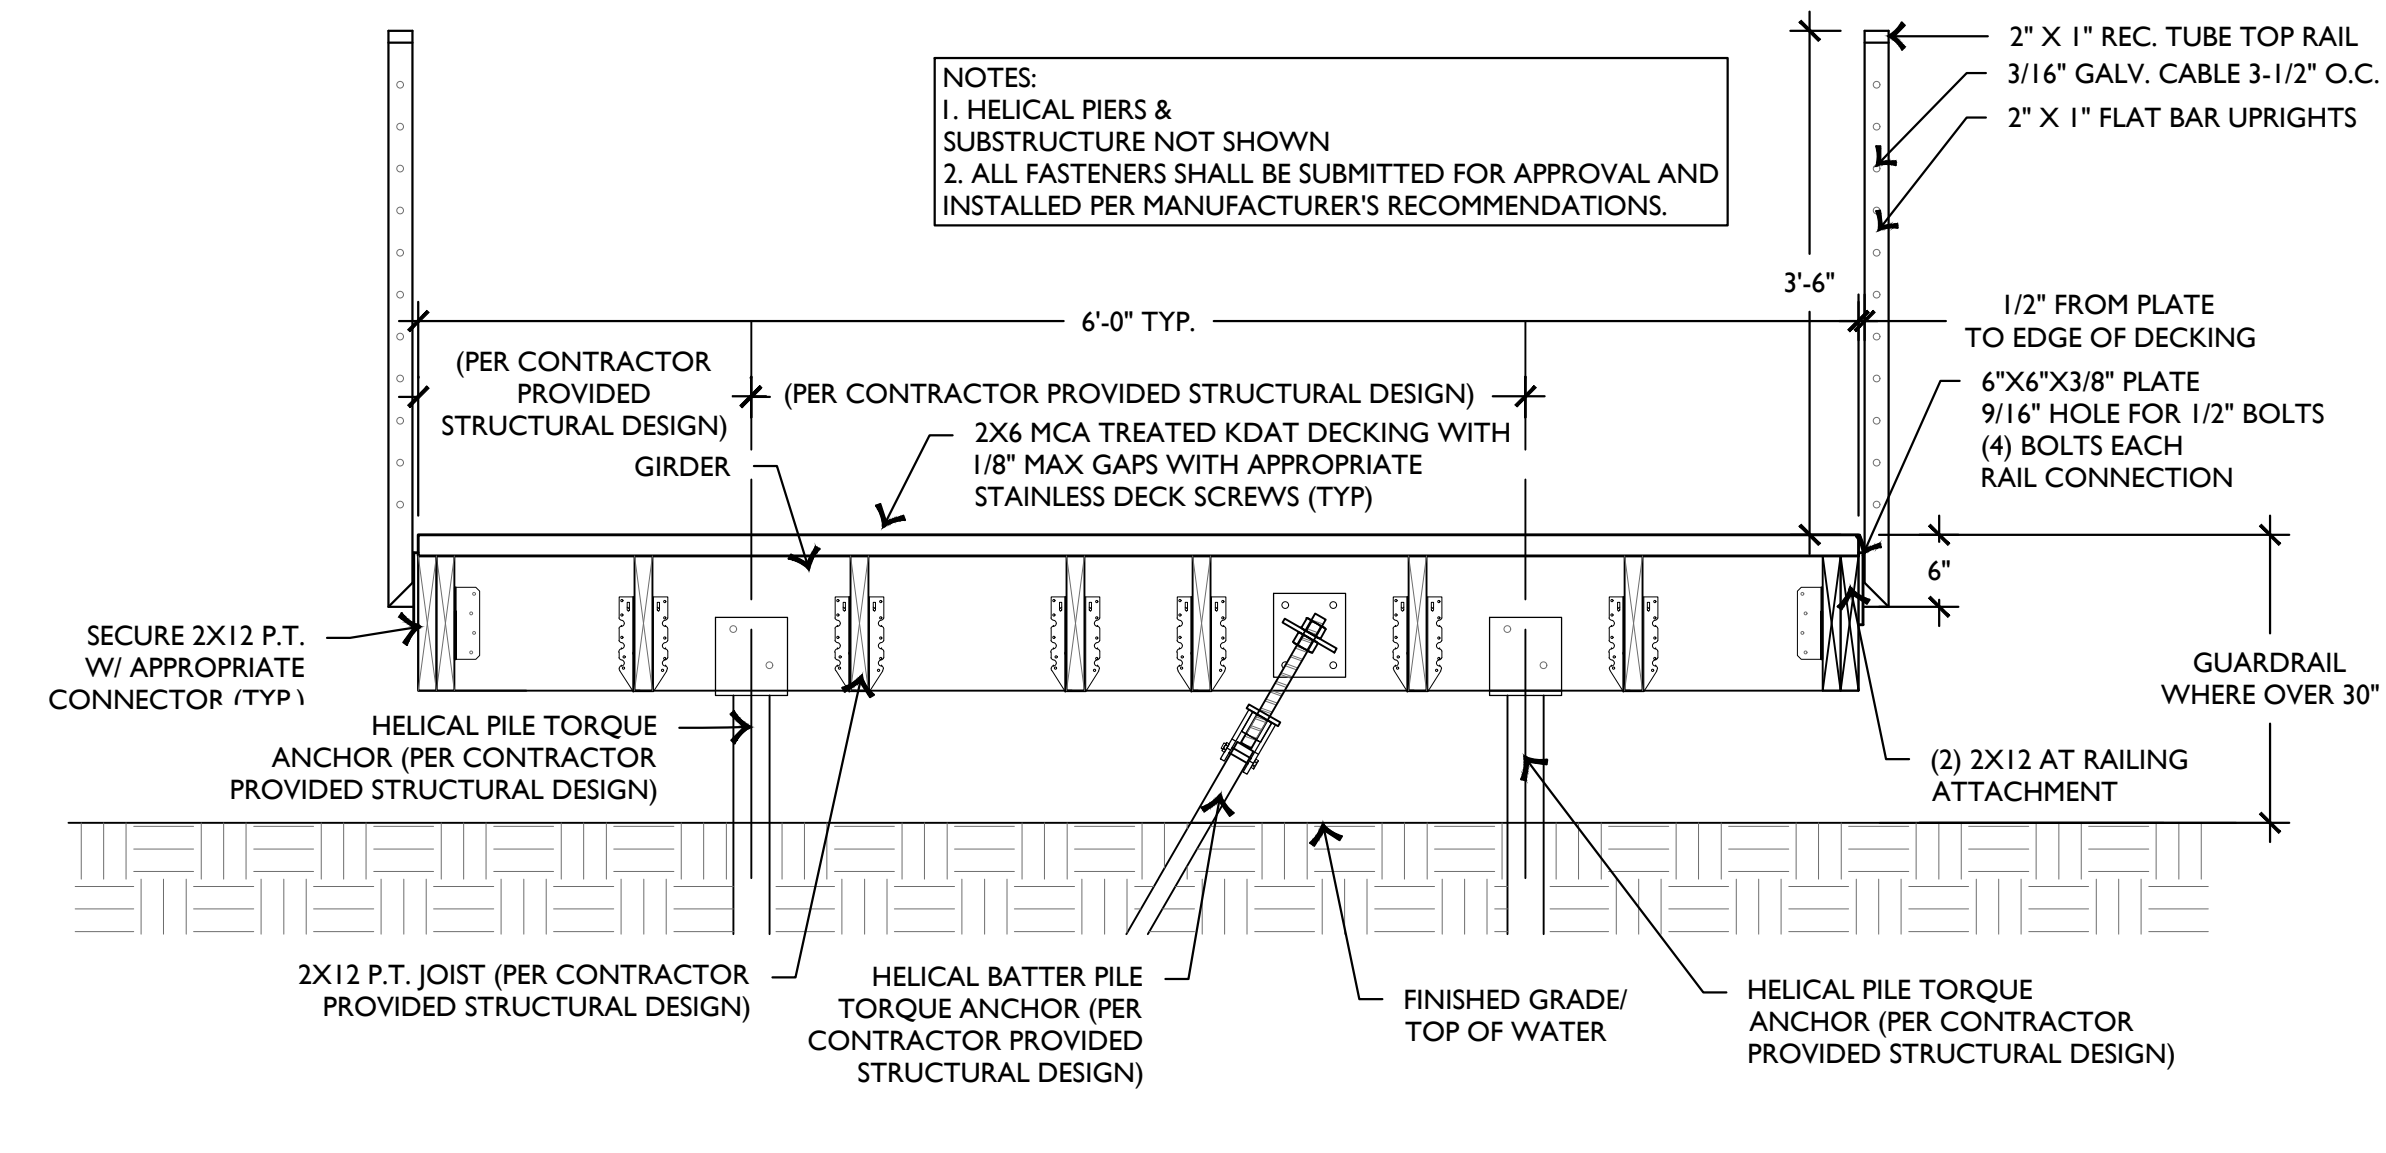 2" X 1" REC. TUBE TOP RAIL
3/16" GALV. CABLE 3-1/2" O.C.
2" X 1" FLAT BAR UPRIGHTS
NOTES:
1. HELICAL PIERS &
SUBSTRUCTURE NOT SHOWN
2. ALL FASTENERS SHALL BE SUBMITTED FOR APPROVAL AND
INSTALLED PER MANUFACTURER'S RECOMMENDATIONS.
3'-6"
6'-0" TYP.
1/2" FROM PLATE
TO EDGE OF DECKING
(PER CONTRACTOR
PROVIDED
STRUCTURAL DESIGN)
(PER CONTRACTOR PROVIDED STRUCTURAL DESIGN)
6"X6"X3/8" PLATE
9/16" HOLE FOR 1/2" BOLTS
(4) BOLTS EACH
RAIL CONNECTION
GIRDER
2X6 MCA TREATED KDAT DECKING WITH
1/8" MAX GAPS WITH APPROPRIATE
STAINLESS DECK SCREWS (TYP)
6"
SECURE 2X12 P.T.
W/ APPROPRIATE
CONNECTOR (TYP.)
GUARDRAIL
WHERE OVER 30"
HELICAL PILE TORQUE
ANCHOR (PER CONTRACTOR
PROVIDED STRUCTURAL DESIGN)
(2) 2X12 AT RAILING
ATTACHMENT
2X12 P.T. JOIST (PER CONTRACTOR
PROVIDED STRUCTURAL DESIGN)
HELICAL BATTER PILE
TORQUE ANCHOR (PER
CONTRACTOR PROVIDED
STRUCTURAL DESIGN)
FINISHED GRADE/
TOP OF WATER
HELICAL PILE TORQUE
ANCHOR (PER CONTRACTOR
PROVIDED STRUCTURAL DESIGN)